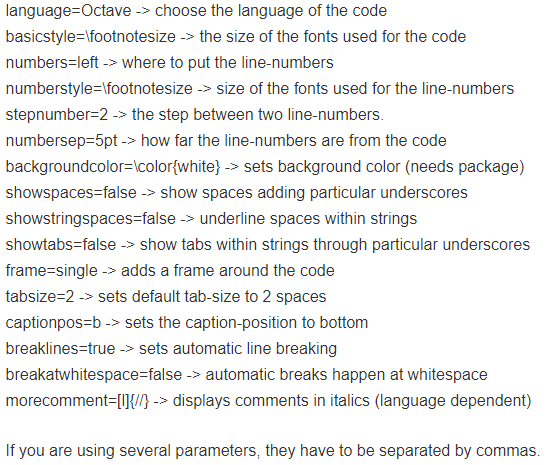 language=Octave -> choose the language of the code
basicstyle=\footnotesize -> the size of the fonts used for the code
numbers=left -> where to put the line-numbers
numberstyle=\footnotesize -> size of the fonts used for the line-numbers
stepnumber=2 -> the step between two line-numbers.
numbersep=5pt -> how far the line-numbers are from the code
backgroundcolor=\color{white} -> sets background color (needs package)
showspaces=false -> show spaces adding particular underscores
showstringspaces=false -> underline spaces within strings
showtabs=false -> show tabs within strings through particular underscores
frame=single -> adds a frame around the code
tabsize=2 -> sets default tab-size to 2 spaces
captionpos=b -> sets the caption-position to bottom
breaklines=true -> sets automatic line breaking
breakatwhitespace=false -> automatic breaks happen at whitespace
morecomment=[l]{//} -> displays comments in italics (language dependent)
If you are using several parameters, they have to be separated by commas.